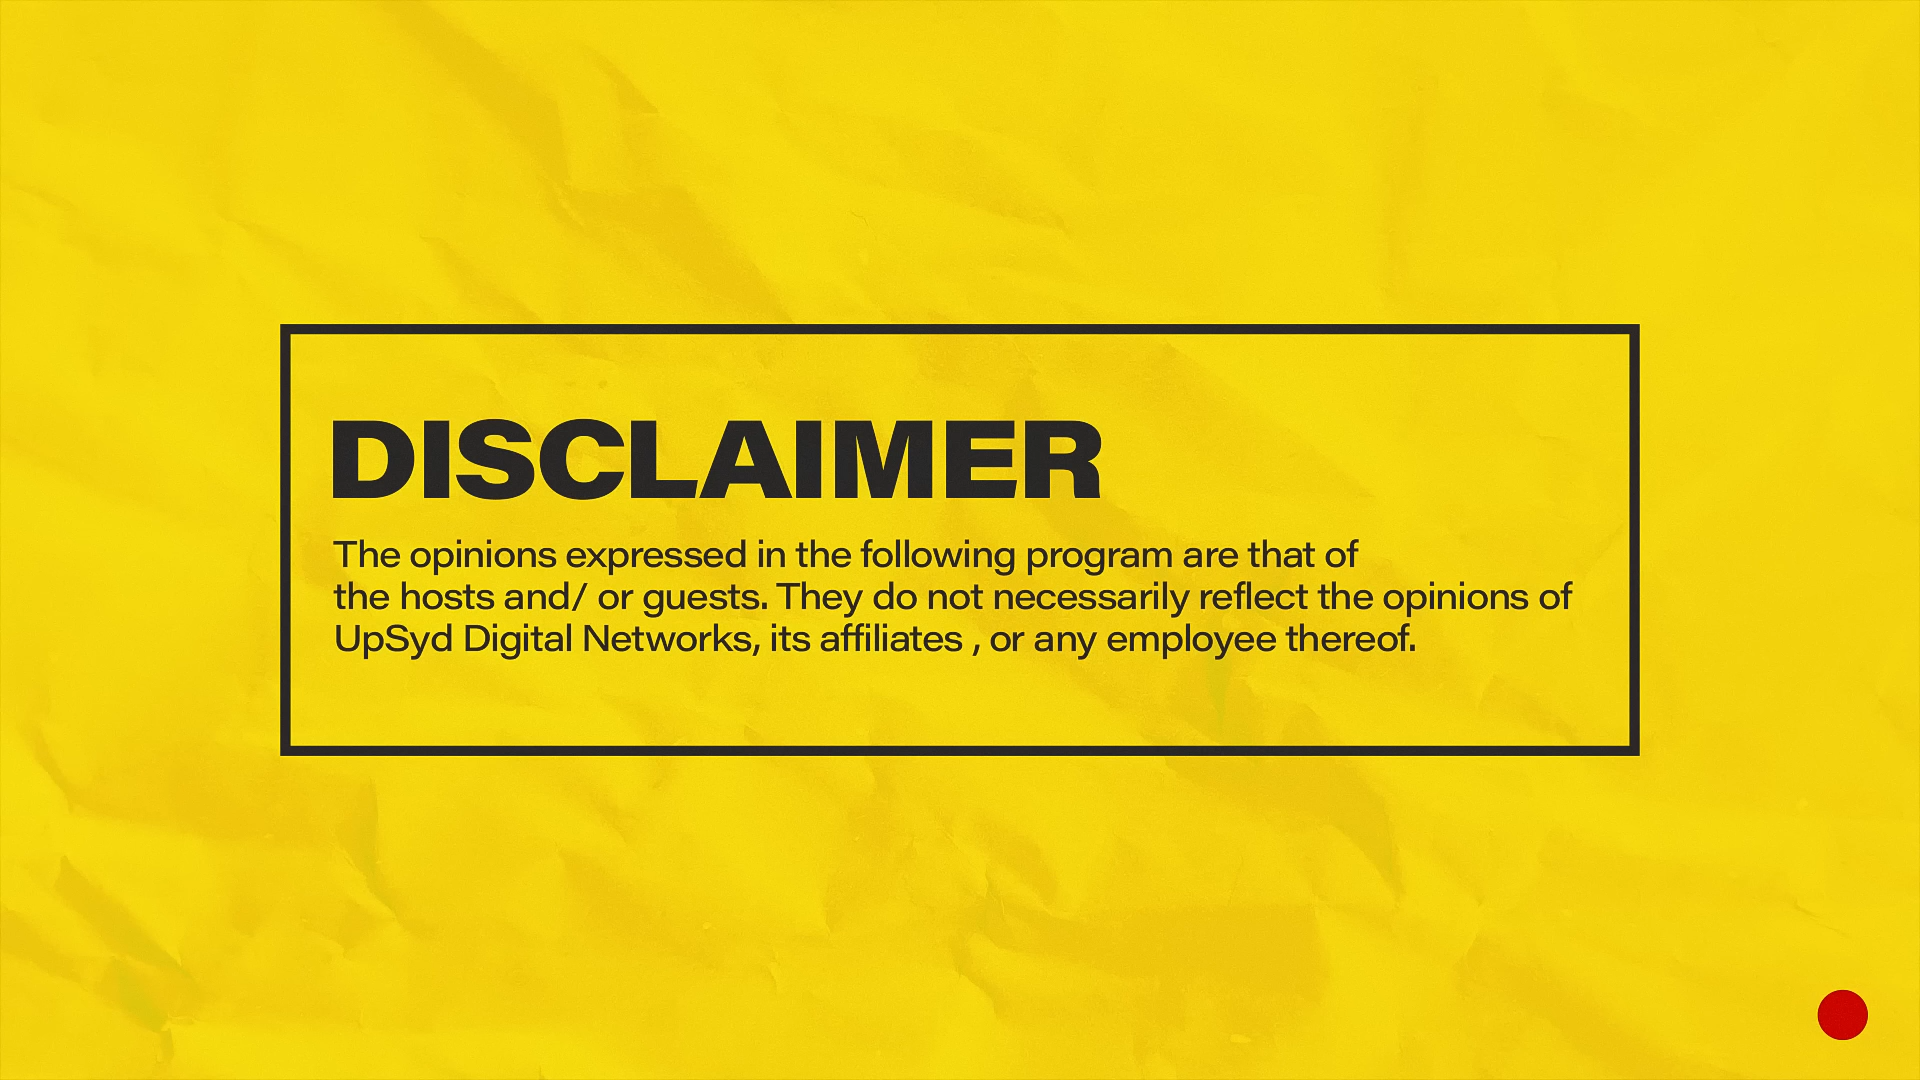 DISCLAIMER
The opinions expressed in the following program are that of
the hosts and/ or guests. They do not necessarily reflect the opinions of
UpSyd Digital Networks, its affiliates , or any employee thereof.